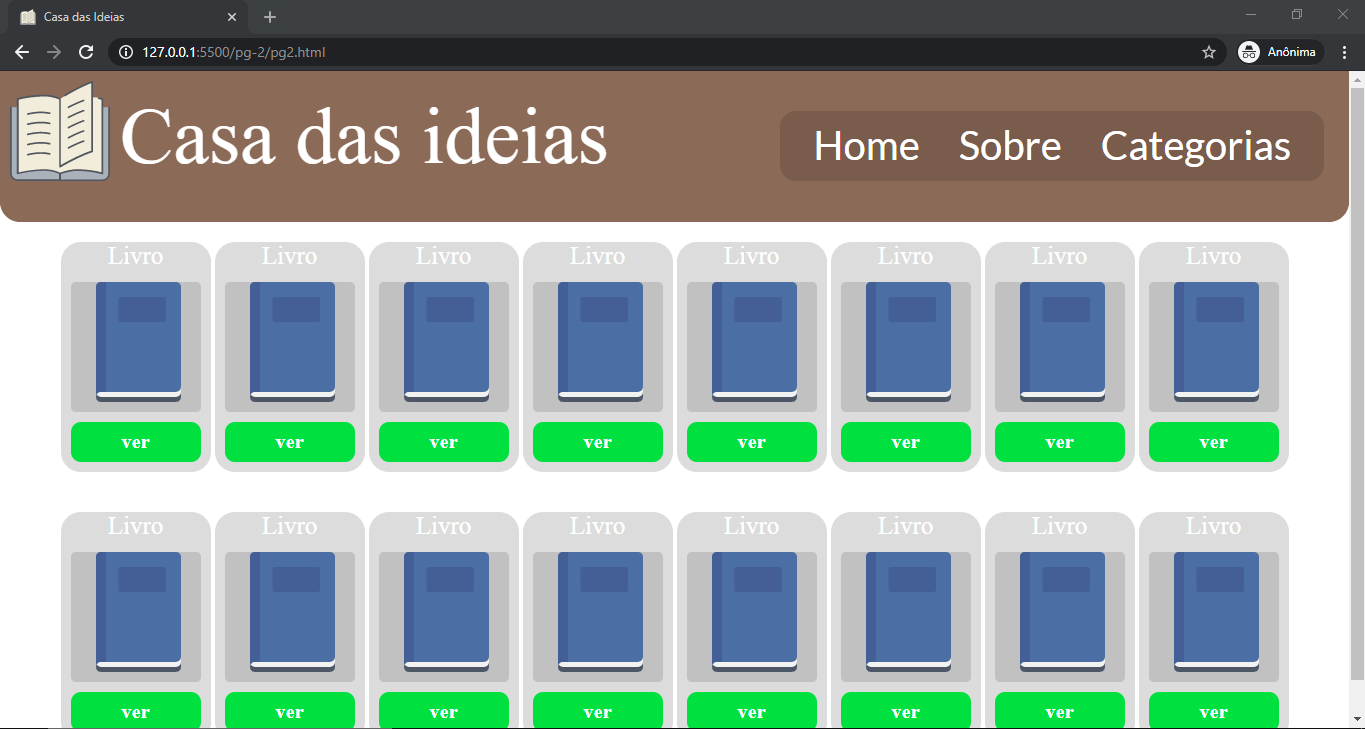 Casa das Ideias
127.0.0.1:5500/pg-2/pg2.html
Anônima
Casa das ideias
Home Sobre Categorias
Livro Livro Livro Livro Livro Livro Livro Livro
ver ver ver ver ver ver ver ver
Livro Livro Livro Livro Livro Livro Livro Livro
ver ver ver ver ver ver ver ver